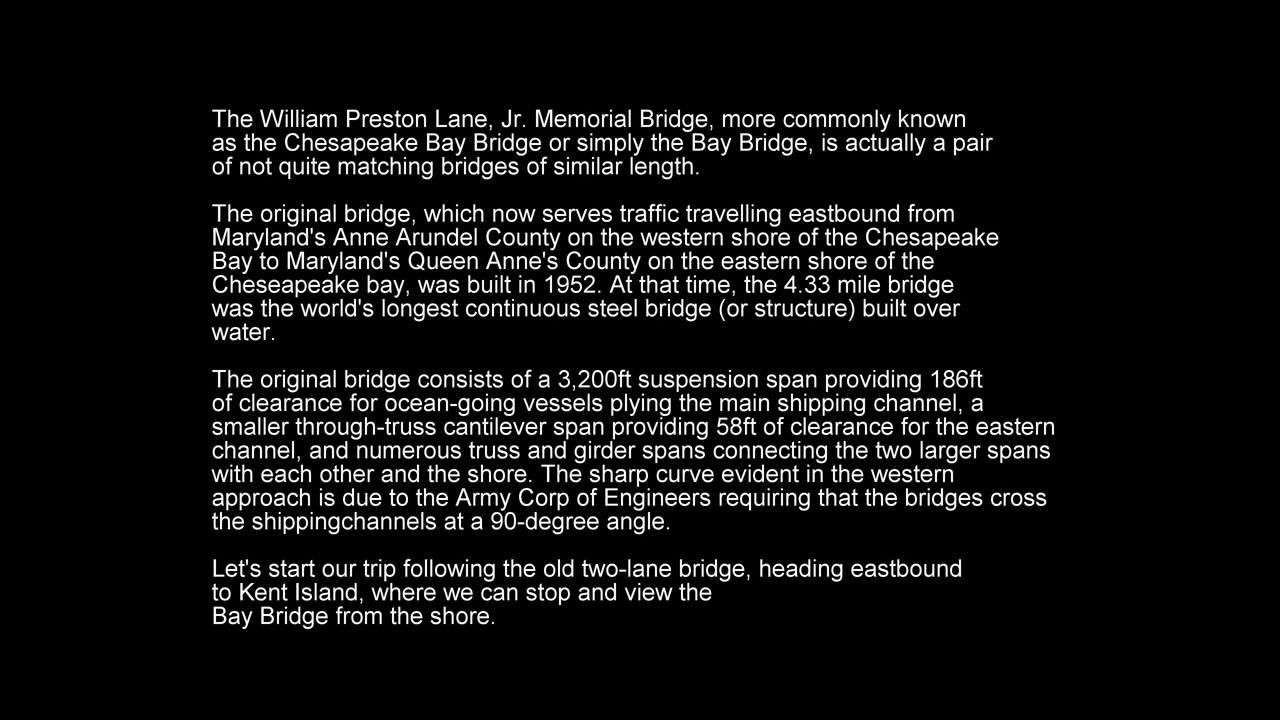 The William Preston Lane, Jr. Memorial Bridge, more commonly known
as the Chesapeake Bay Bridge or simply the Bay Bridge, is actually a pair
of not quite matching bridges of similar length.
The original bridge, which now serves traffic travelling eastbound from
Maryland's Anne Arundel County on the western shore of the Chesapeake
Bay to Maryland's Queen Anne's County on the eastern shore of the
Cheseapeake bay, was built in 1952. At that time, the 4.33 mile bridge
was the world's longest continuous steel bridge (or structure) built over
water.
The original bridge consists of a 3,200ft suspension span providing 186ft
of clearance for ocean-going vessels plying the main shipping channel, a
smaller through-truss cantilever span providing 58ft of clearance for the eastern
channel, and numerous truss and girder spans connecting the two larger spans
with each other and the shore. The sharp curve evident in the western
approach is due to the Army Corp of Engineers requiring that the bridges cross
the shippingchannels at a 90-degree angle.
Let's start our trip following the old two-lane bridge, heading eastbound
to Kent Island, where we can stop and view the
Bay Bridge from the shore.